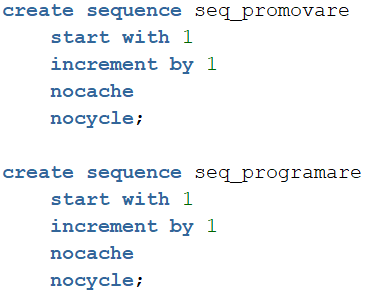 create sequence seq_promovare
    start with 1
    increment by 1
    nocache
    nocycle;

create sequence seq_programare
    start with 1
    increment by 1
    nocache
    nocycle;